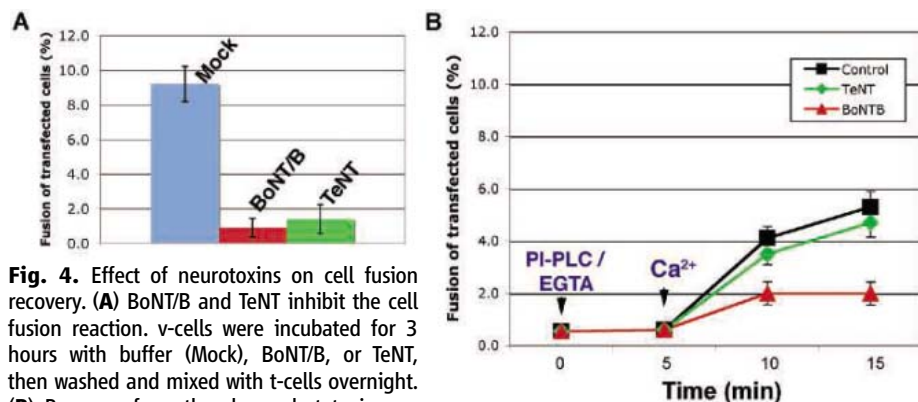 A
Fusion of transfected cells (%)
12.0
10.0
8.0
6.0
4.0
2.0
0.0
Mock
BoNT/B
TeNT
Fig. 4. Effect of neurotoxins on cell fusion
recovery. (A) BoNT/B and TeNT inhibit the cell
fusion reaction. v-cells were incubated for 3
hours with buffer (Mock), BoNT/B, or TeNT,
then washed and mixed with t-cells overnight.
B
Fusion of transfected cells (%)
12.0
10.0
8.0
6.0
4.0
2.0
0.0
Control
TeNT
BoNTB
PI-PLC /
EGTA
Ca²⁺
0 5 10 15
Time (min)